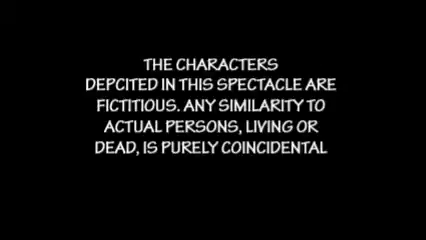 THE CHARACTERS
DEPCITED IN THIS SPECTACLE ARE
FICTITIOUS. ANY SIMILARITY TO
ACTUAL PERSONS, LIVING OR
DEAD, IS PURELY COINCIDENTAL